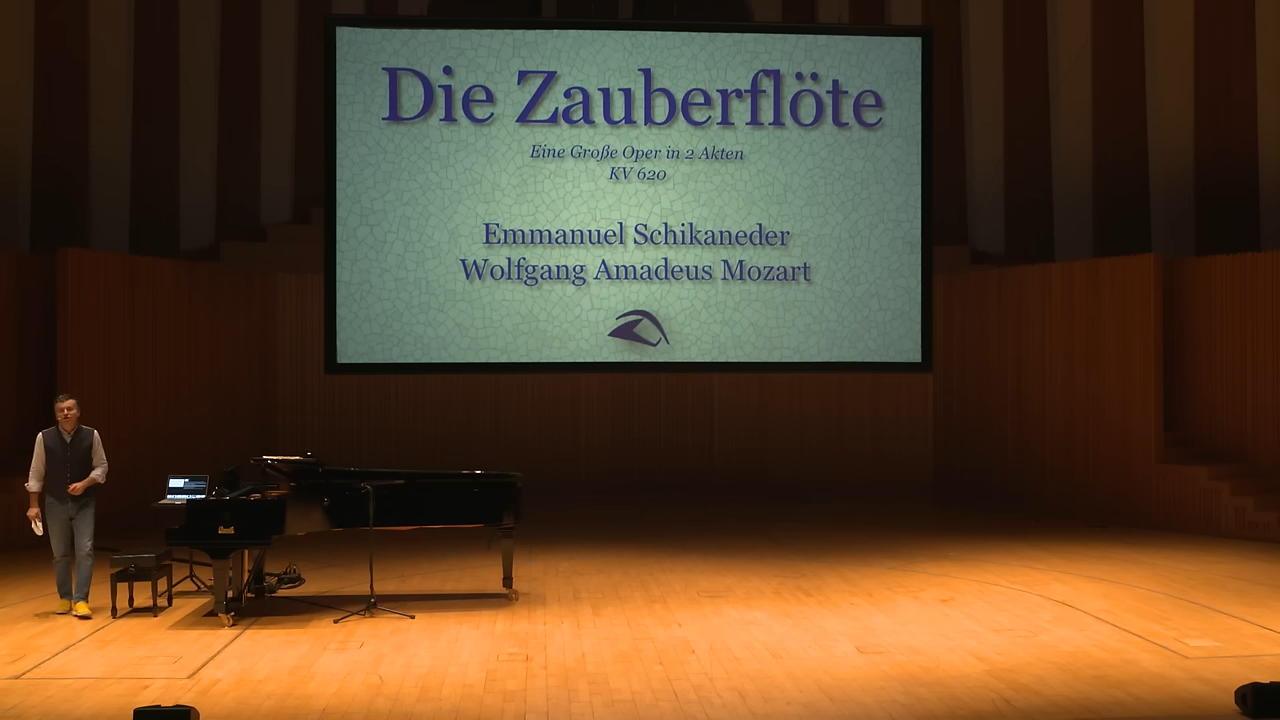 Die Zauberflöte
Eine Große Oper in 2 Akten
KV 620
Emmanuel Schikaneder
Wolfgang Amadeus Mozart